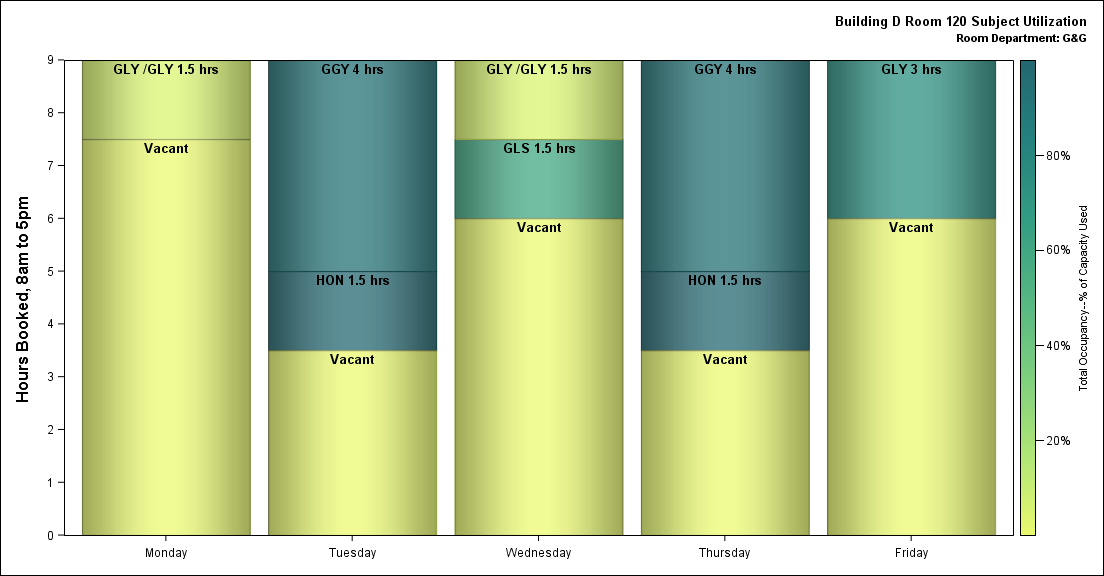 Building D Room 120 Subject Utilization
Room Department: G&G
Hours Booked, 8am to 5pm
9
8
7
6
5
4
3
2
1
0
GLY /GLY 1.5 hrs
Vacant
GGY 4 hrs
HON 1.5 hrs
Vacant
GLY /GLY 1.5 hrs
GLS 1.5 hrs
Vacant
GGY 4 hrs
HON 1.5 hrs
Vacant
GLY 3 hrs
Vacant
Monday
Tuesday
Wednesday
Thursday
Friday
80%
60%
40%
20%
Total Occupancy--% of Capacity Used